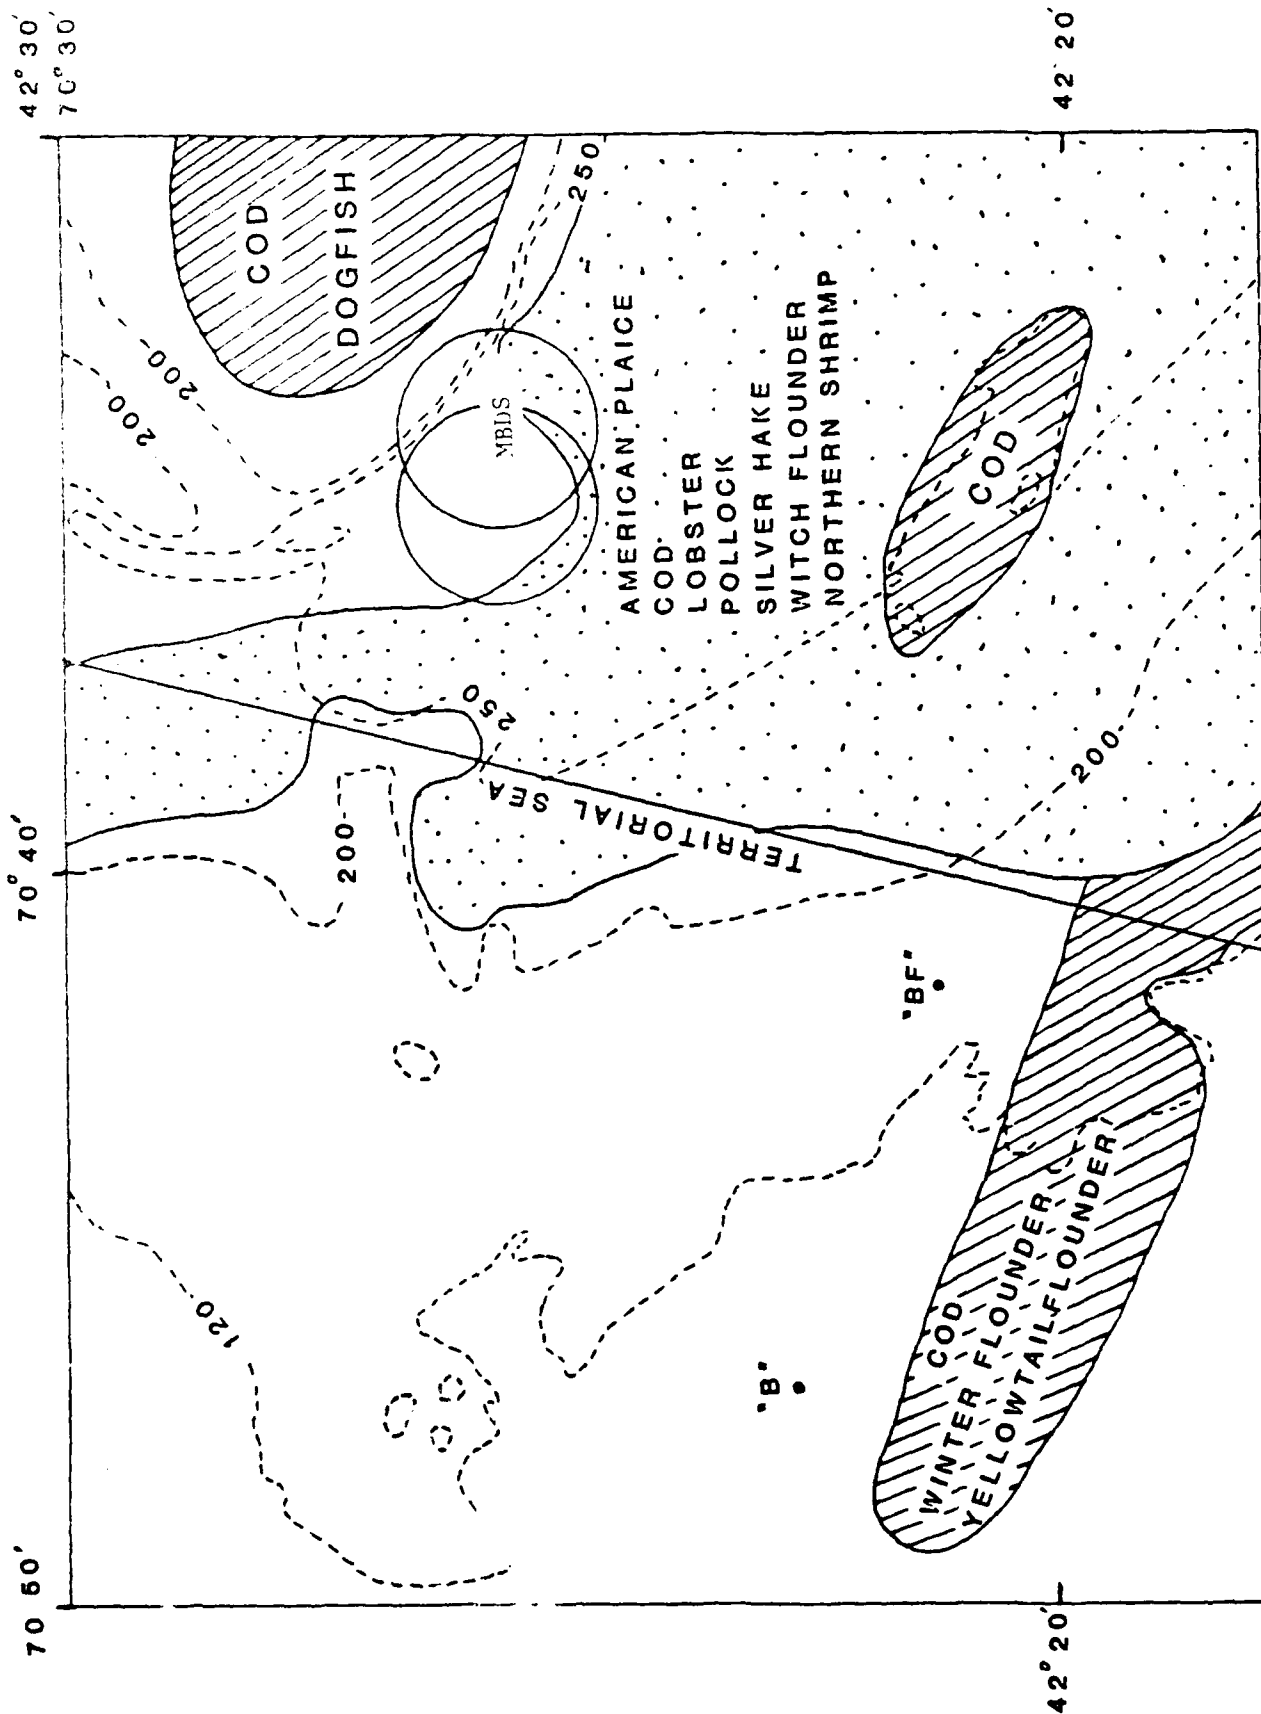 70 50'
70° 40'
42° 30'
70° 30'
120
200
200
200
COD
DOGFISH
250
MBDS
250
TERRITORIAL SEA
AMERICAN PLAICE
COD
LOBSTER
POLLOCK
SILVER HAKE
WITCH FLOUNDER
NORTHERN SHRIMP
"B"
"BF"
COD
200
COD
WINTER FLOUNDER
YELLOWTAIL FLOUNDER
42° 20'
42 20'